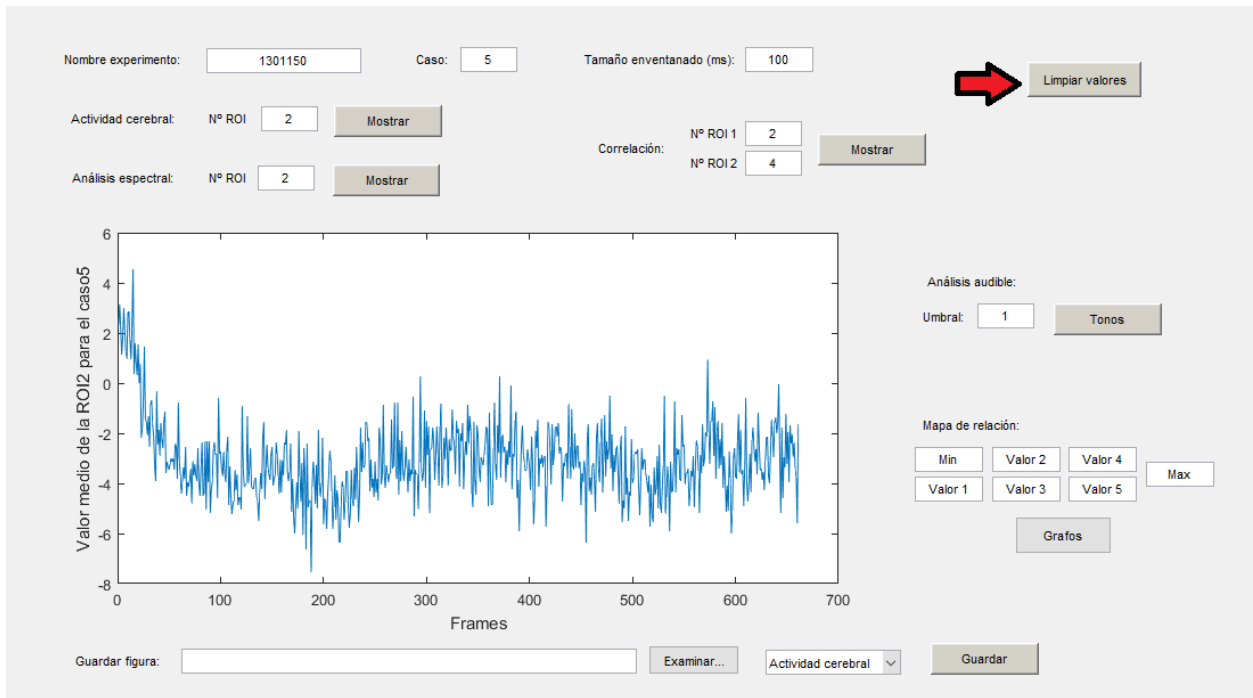 Nombre experimento: 1301150 Caso: 5 Tamaño enventanado (ms): 100
Limpiar valores
Actividad cerebral: Nº ROI 2 Mostrar
Correlación: Nº ROI 1 2
Nº ROI 2 4 Mostrar
Análisis espectral: Nº ROI 2 Mostrar
Valor medio de la ROI2 para el caso5
6
4
2
0
-2
-4
-6
-8
0 100 200 300 400 500 600 700
Frames
Análisis audible:
Umbral: 1 Tonos
Mapa de relación:
Min Valor 2 Valor 4 Max
Valor 1 Valor 3 Valor 5
Grafos
Guardar figura: Examinar... Actividad cerebral Guardar